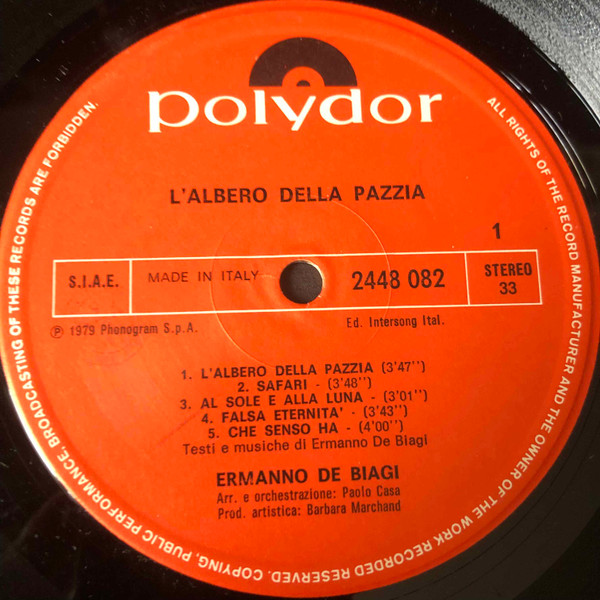 polydor
L'ALBERO DELLA PAZZIA
1
S.I.A.E.
MADE IN ITALY
2448 082
STEREO
33
Ⓟ 1979 Phonogram S.p.A.
Ed. Intersong Ital.
1. L'ALBERO DELLA PAZZIA (3'47'')
2. SAFARI - (3'48'')
3. AL SOLE E ALLA LUNA - (3'01'')
4. FALSA ETERNITA' - (3'43'')
5. CHE SENSO HA - (4'00'')
Testi e musiche di Ermanno De Biagi
ERMANNO DE BIAGI
Arr. e orchestrazione: Paolo Casa
Prod. artistica: Barbara Marchand
ALL RIGHTS OF THE RECORD MANUFACTURER AND THE OWNER OF THE WORK RECORDED RESERVED. COPYING, PUBLIC PERFORMANCE, BROADCASTING OF THESE RECORDS ARE FORBIDDEN.